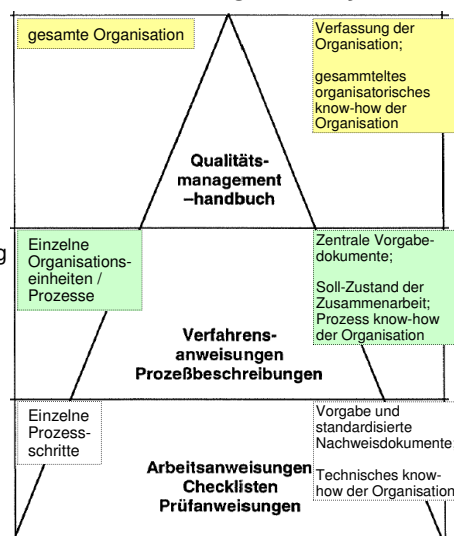 gesamte Organisation
Verfassung der
Organisation;
gesammteltes
organisatorisches
know-how der
Organisation
Qualitäts-
management
–handbuch
g
Einzelne
Organisations-
einheiten /
Prozesse
Zentrale Vorgabe-
dokumente;
Soll-Zustand der
Zusammenarbeit;
Prozess know-how
der Organisation
Verfahrens-
anweisungen
Prozeßbeschreibungen
Einzelne
Prozess-
schritte
Vorgabe und
standardisierte
Nachweisdokumente;
Technisches know-
how der Organisation
Arbeitsanweisungen
Checklisten
Prüfanweisungen